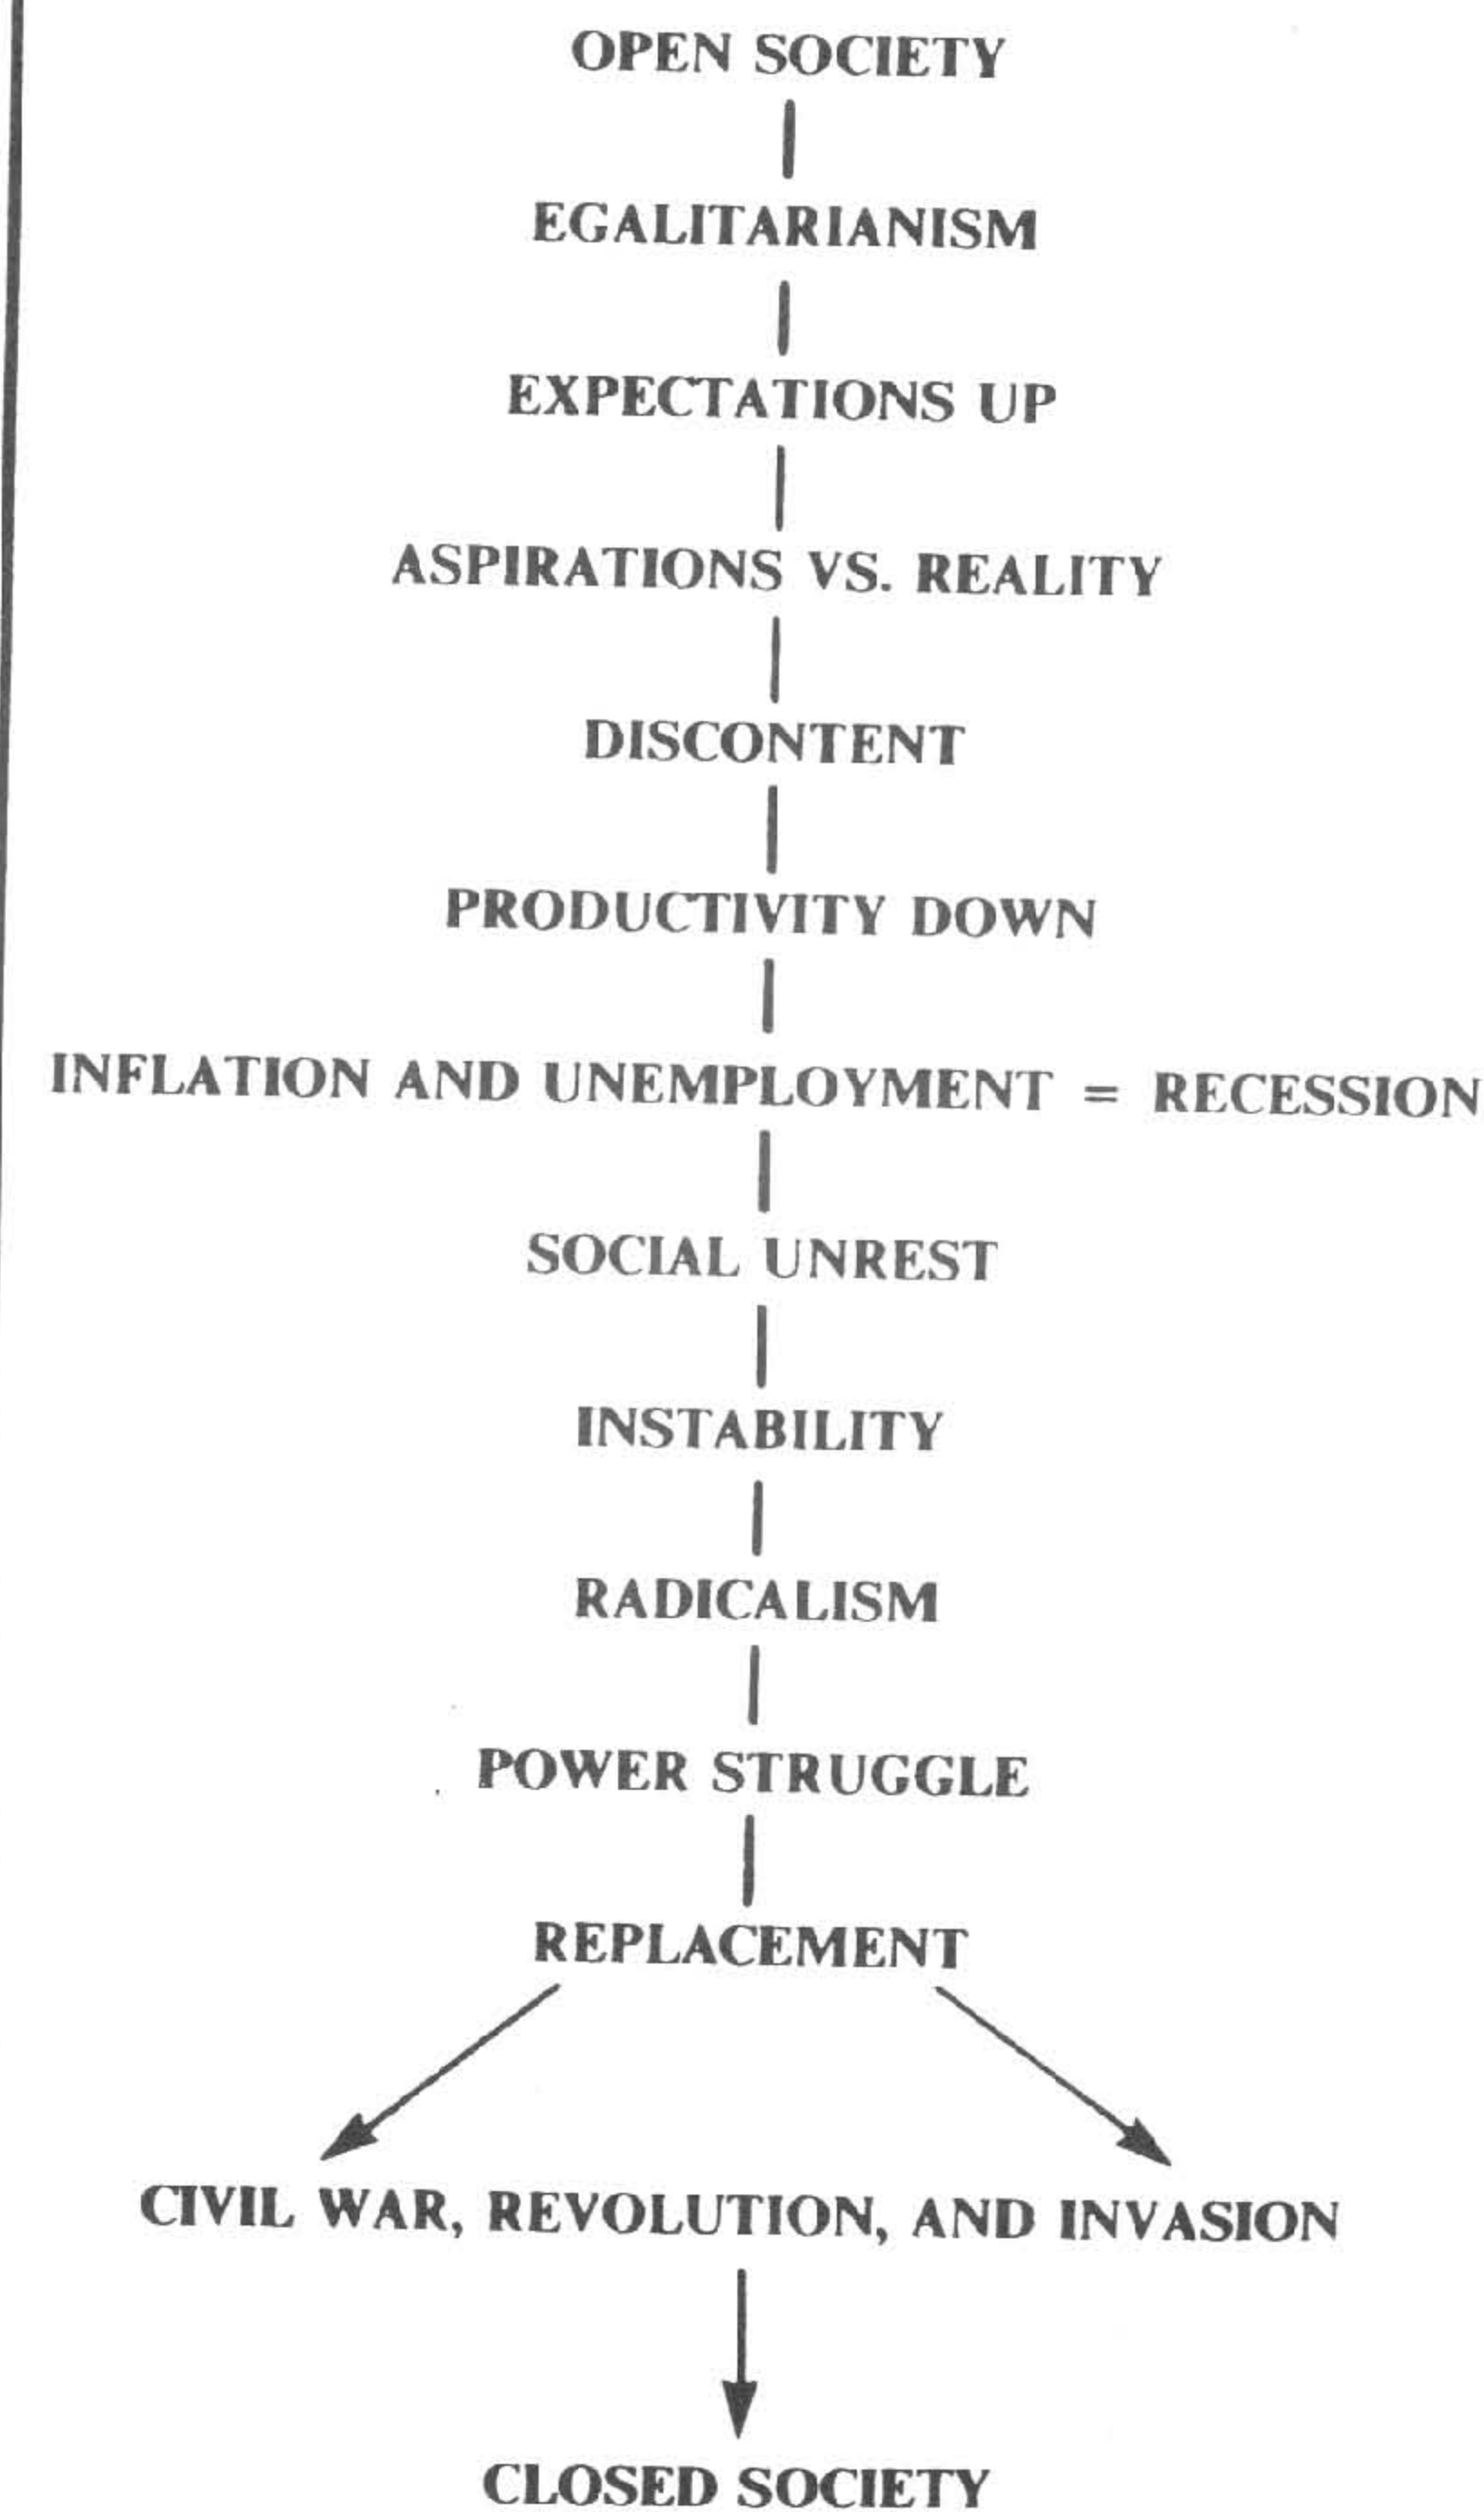 OPEN SOCIETY
EGALITARIANISM
EXPECTATIONS UP
ASPIRATIONS VS. REALITY
DISCONTENT
PRODUCTIVITY DOWN
INFLATION AND UNEMPLOYMENT = RECESSION
SOCIAL UNREST
INSTABILITY
RADICALISM
POWER STRUGGLE
REPLACEMENT
CIVIL WAR, REVOLUTION, AND INVASION
CLOSED SOCIETY